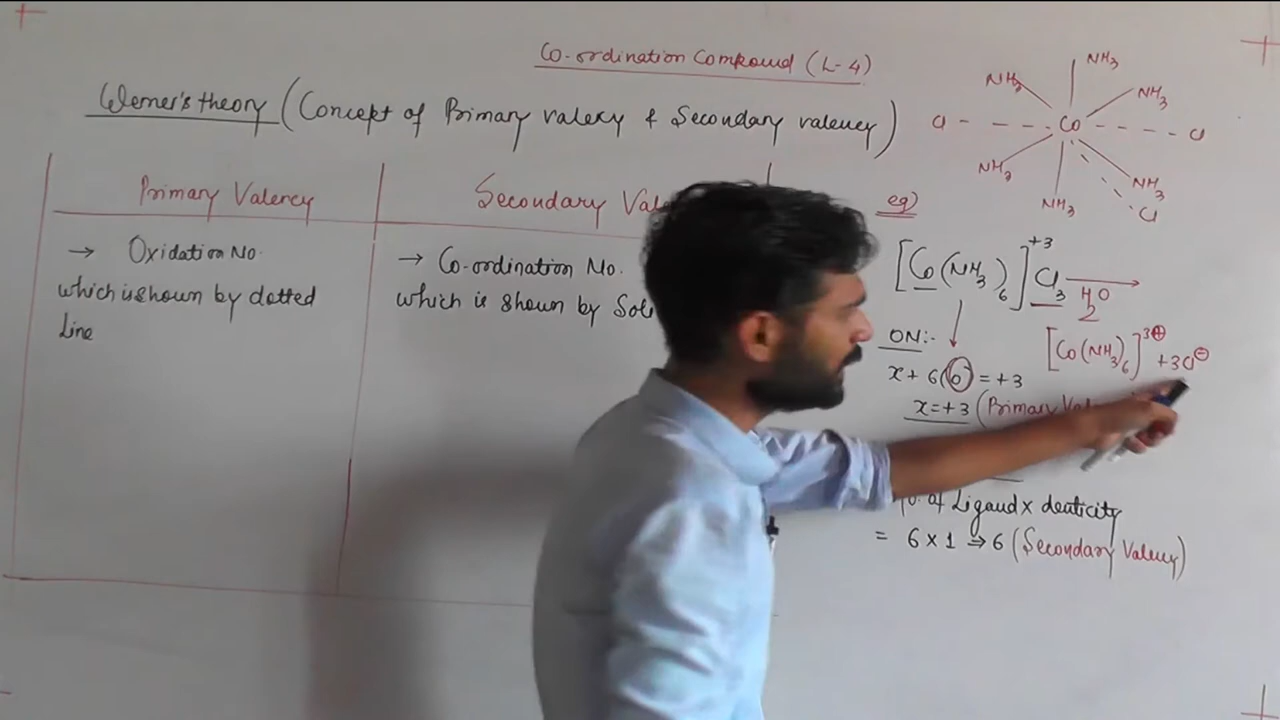 Co-ordination Compound (L-4)
Werner's theory (Concept of Primary valency & Secondary valency)
NH3
NH3
NH3
Cl
Co
Cl
NH3
NH3
NH3
Cl
Primary Valency
→ Oxidation No.
which is shown by dotted
line
Secondary Val
→ Co-ordination No.
which is shown by Sol
eg)
[Co(NH3)6]+3 Cl3
H2O
[Co(NH3)6]3⊕ +3Cl⊖
ON:-
x + 6(0) = +3
x = +3 (Primary
of Ligand x denticity
= 6 x 1 ⇒ 6 (Secondary Valency)